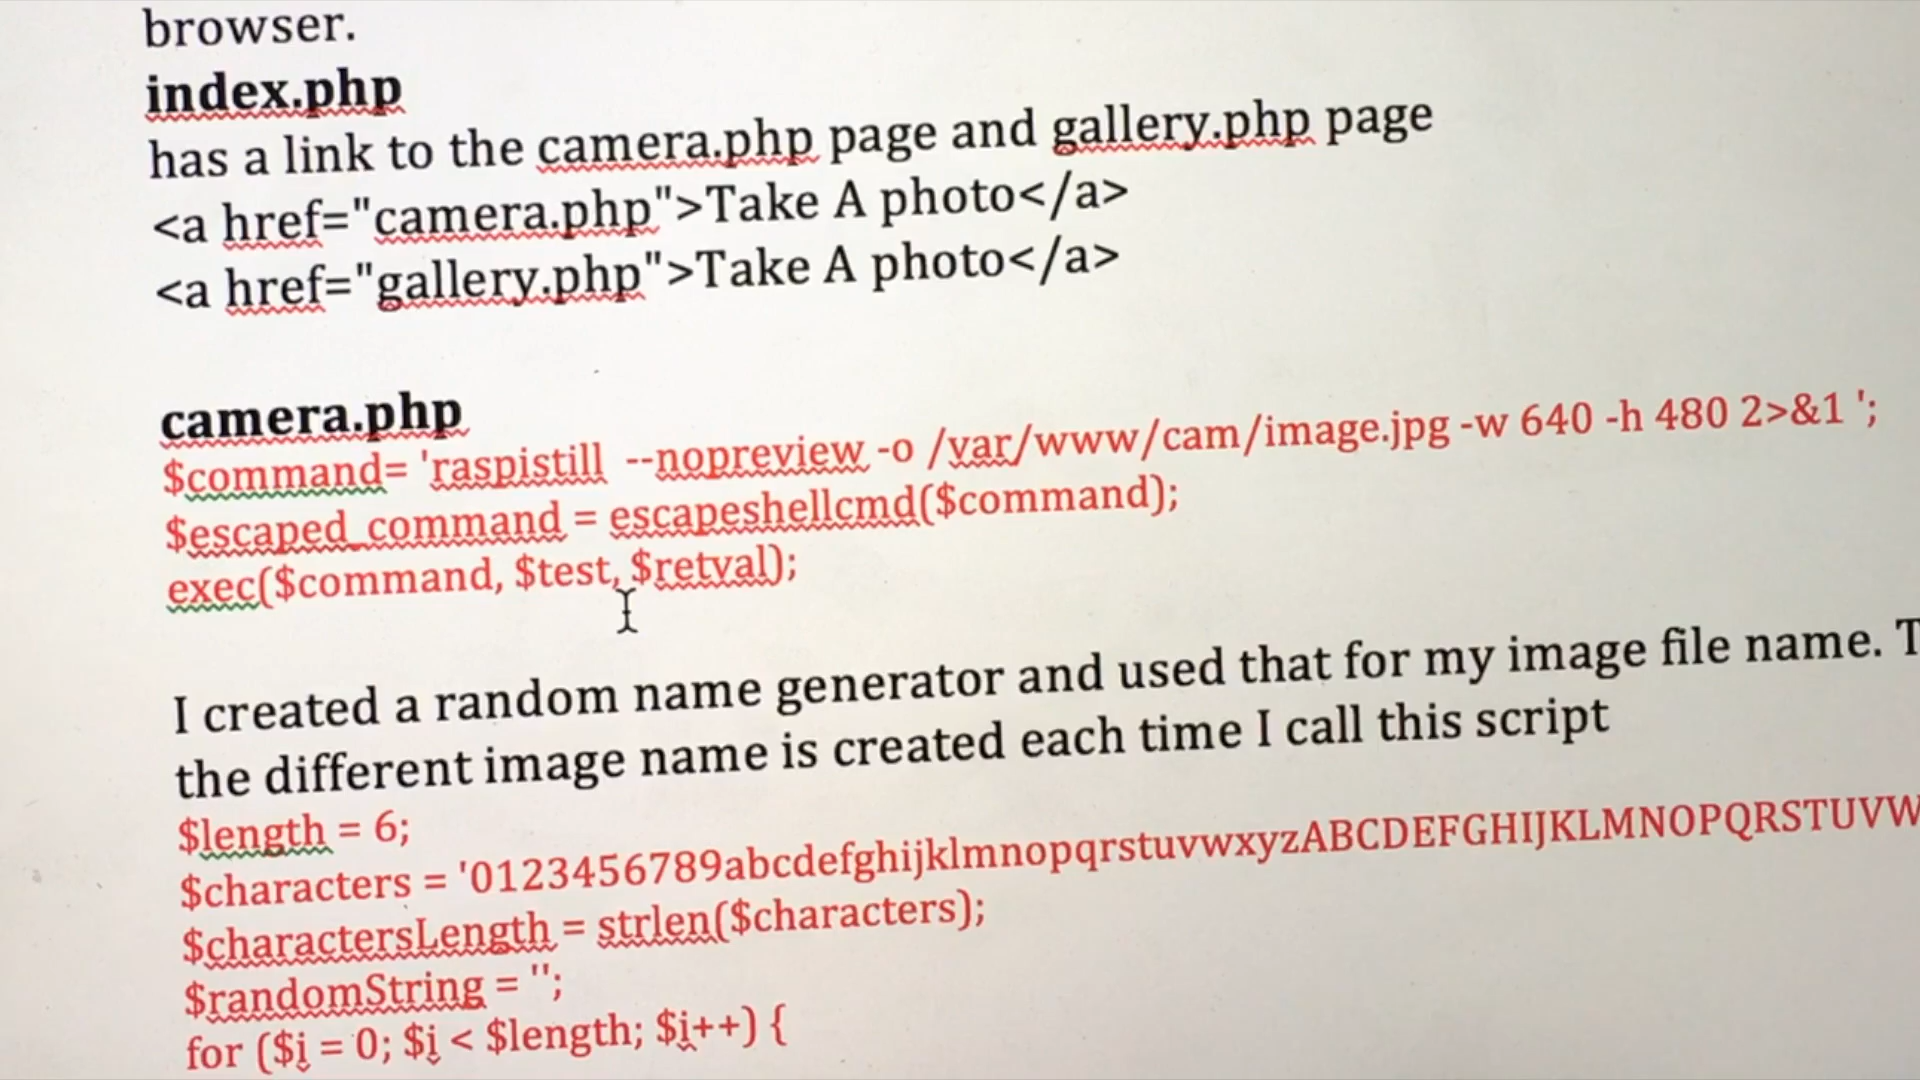 browser.
index.php
has a link to the camera.php page and gallery.php page
<a href="camera.php">Take A photo</a>
<a href="gallery.php">Take A photo</a>
camera.php
$command= 'raspistill  --nopreview -o /var/www/cam/image.jpg -w 640 -h 480 2>&1 ';
$escaped_command = escapeshellcmd($command);
exec($command, $test, $retval);
I created a random name generator and used that for my image file name. T
the different image name is created each time I call this script
$length = 6;
$characters = '0123456789abcdefghijklmnopqrstuvwxyzABCDEFGHIJKLMNOPQRSTUVW
$charactersLength = strlen($characters);
$randomString = '';
for ($i = 0; $i < $length; $i++) {